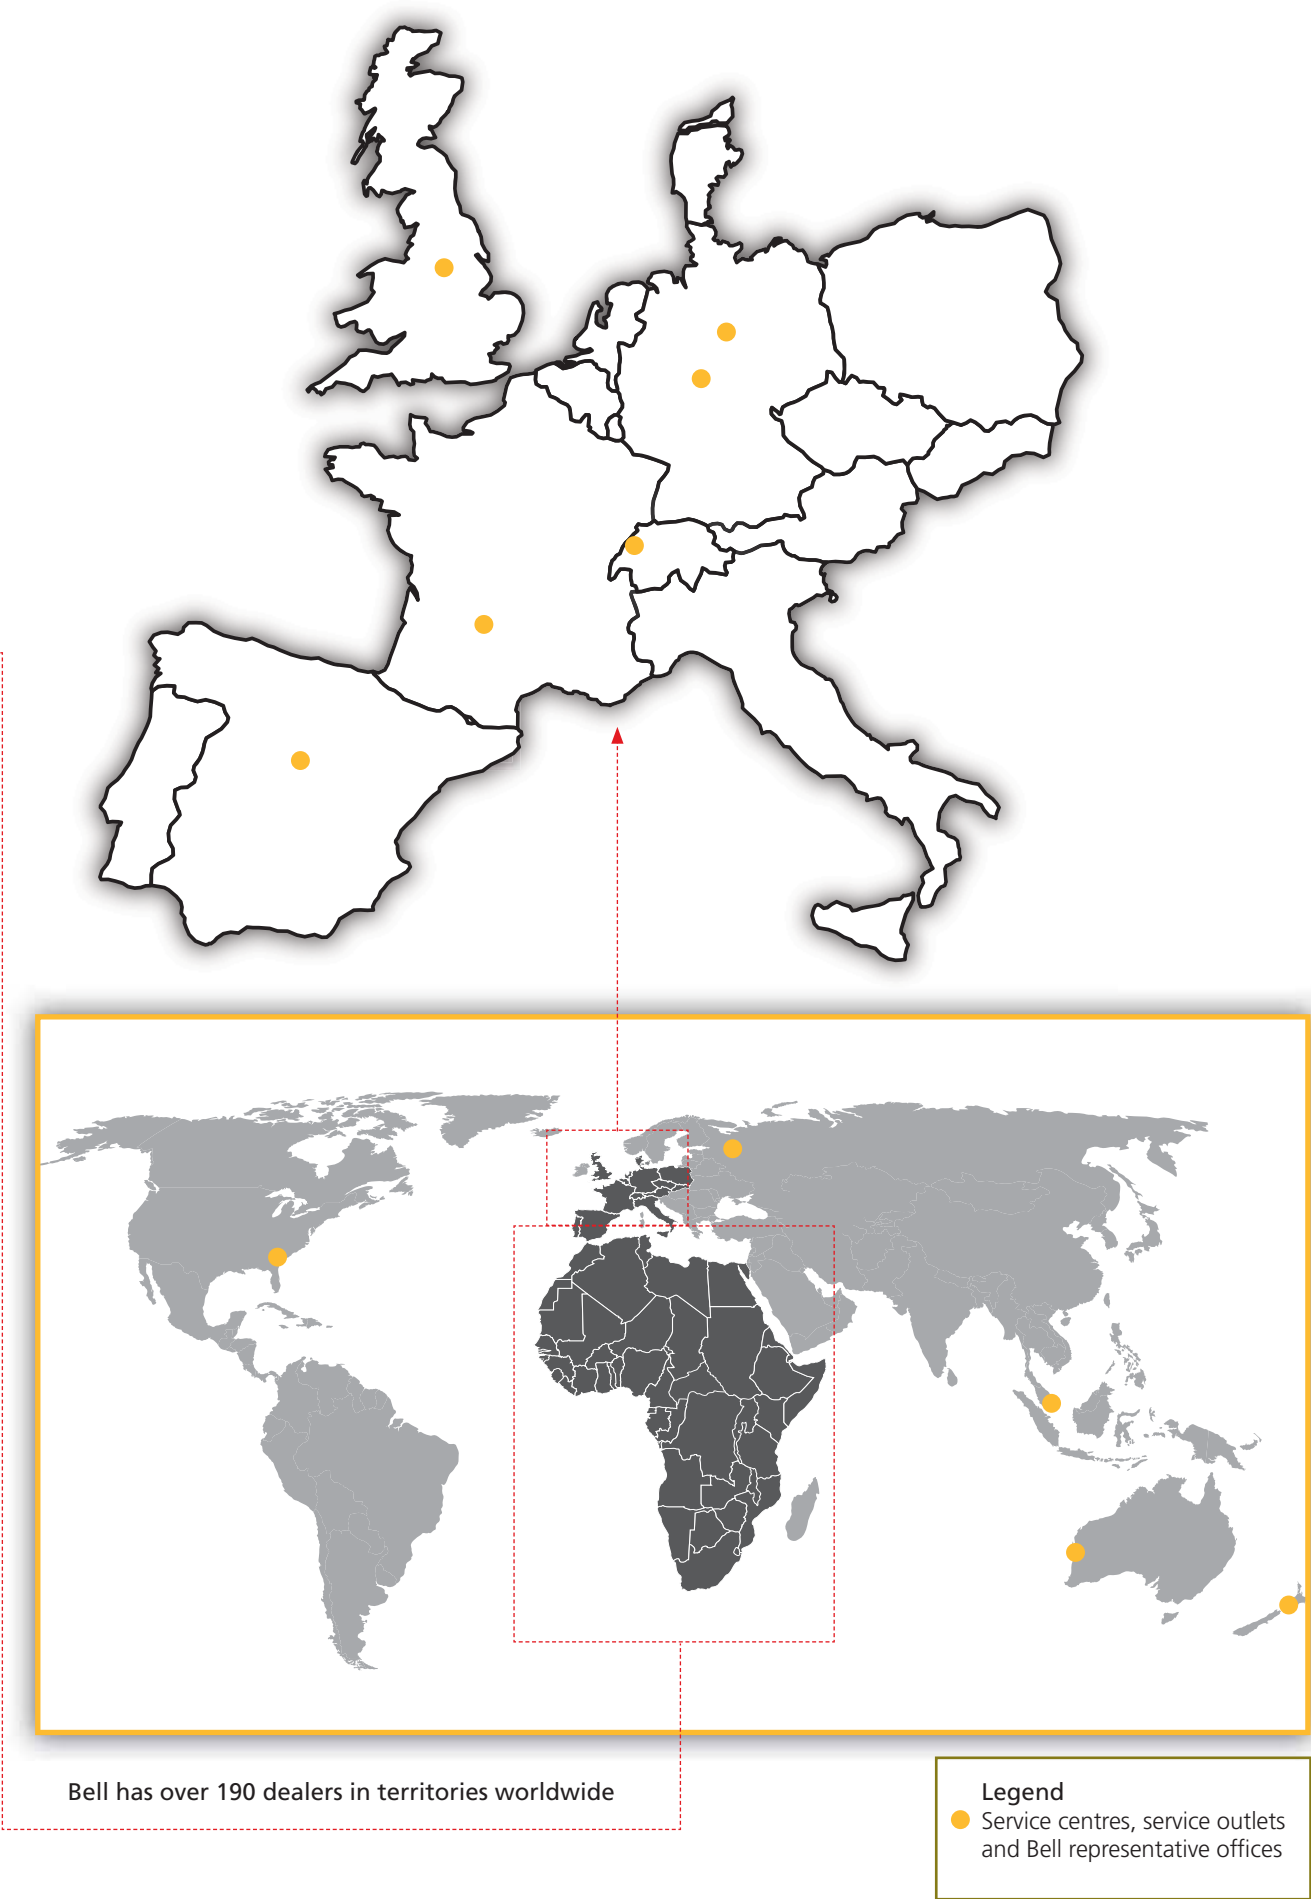 Bell has over 190 dealers in territories worldwide
Legend
Service centres, service outlets
and Bell representative offices